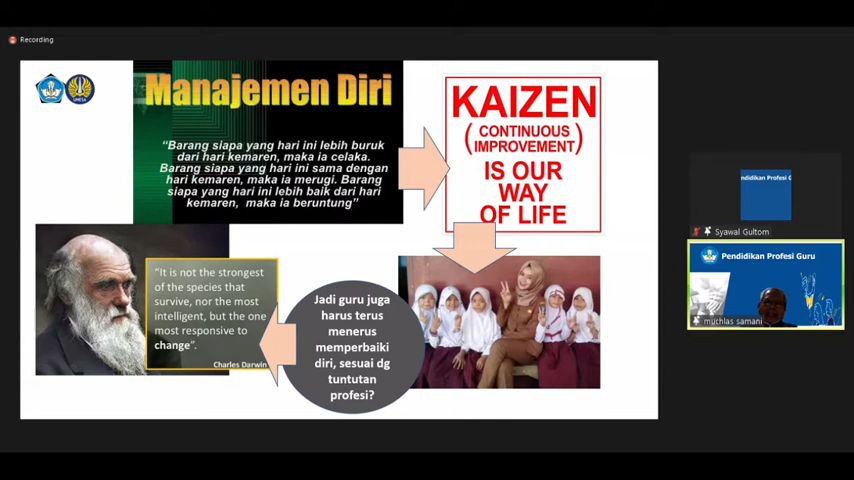 Recording
UNESA
Manajemen Diri
“Barang siapa yang hari ini lebih buruk
dari hari kemaren, maka ia celaka.
Barang siapa yang hari ini sama dengan
hari kemaren, maka ia merugi. Barang
siapa yang hari ini lebih baik dari hari
kemaren, maka ia beruntung”
KAIZEN
( CONTINUOUS
IMPROVEMENT )
IS OUR
WAY
OF LIFE
“It is not the strongest
of the species that
survive, nor the most
intelligent, but the one
most responsive to
change”.
Charles Darwin
Jadi guru juga
harus terus
menerus
memperbaiki
diri, sesuai dg
tuntutan
profesi?
ndidikan Profesi G
Syawal Gultom
Pendidikan Profesi Guru
muchlas samani